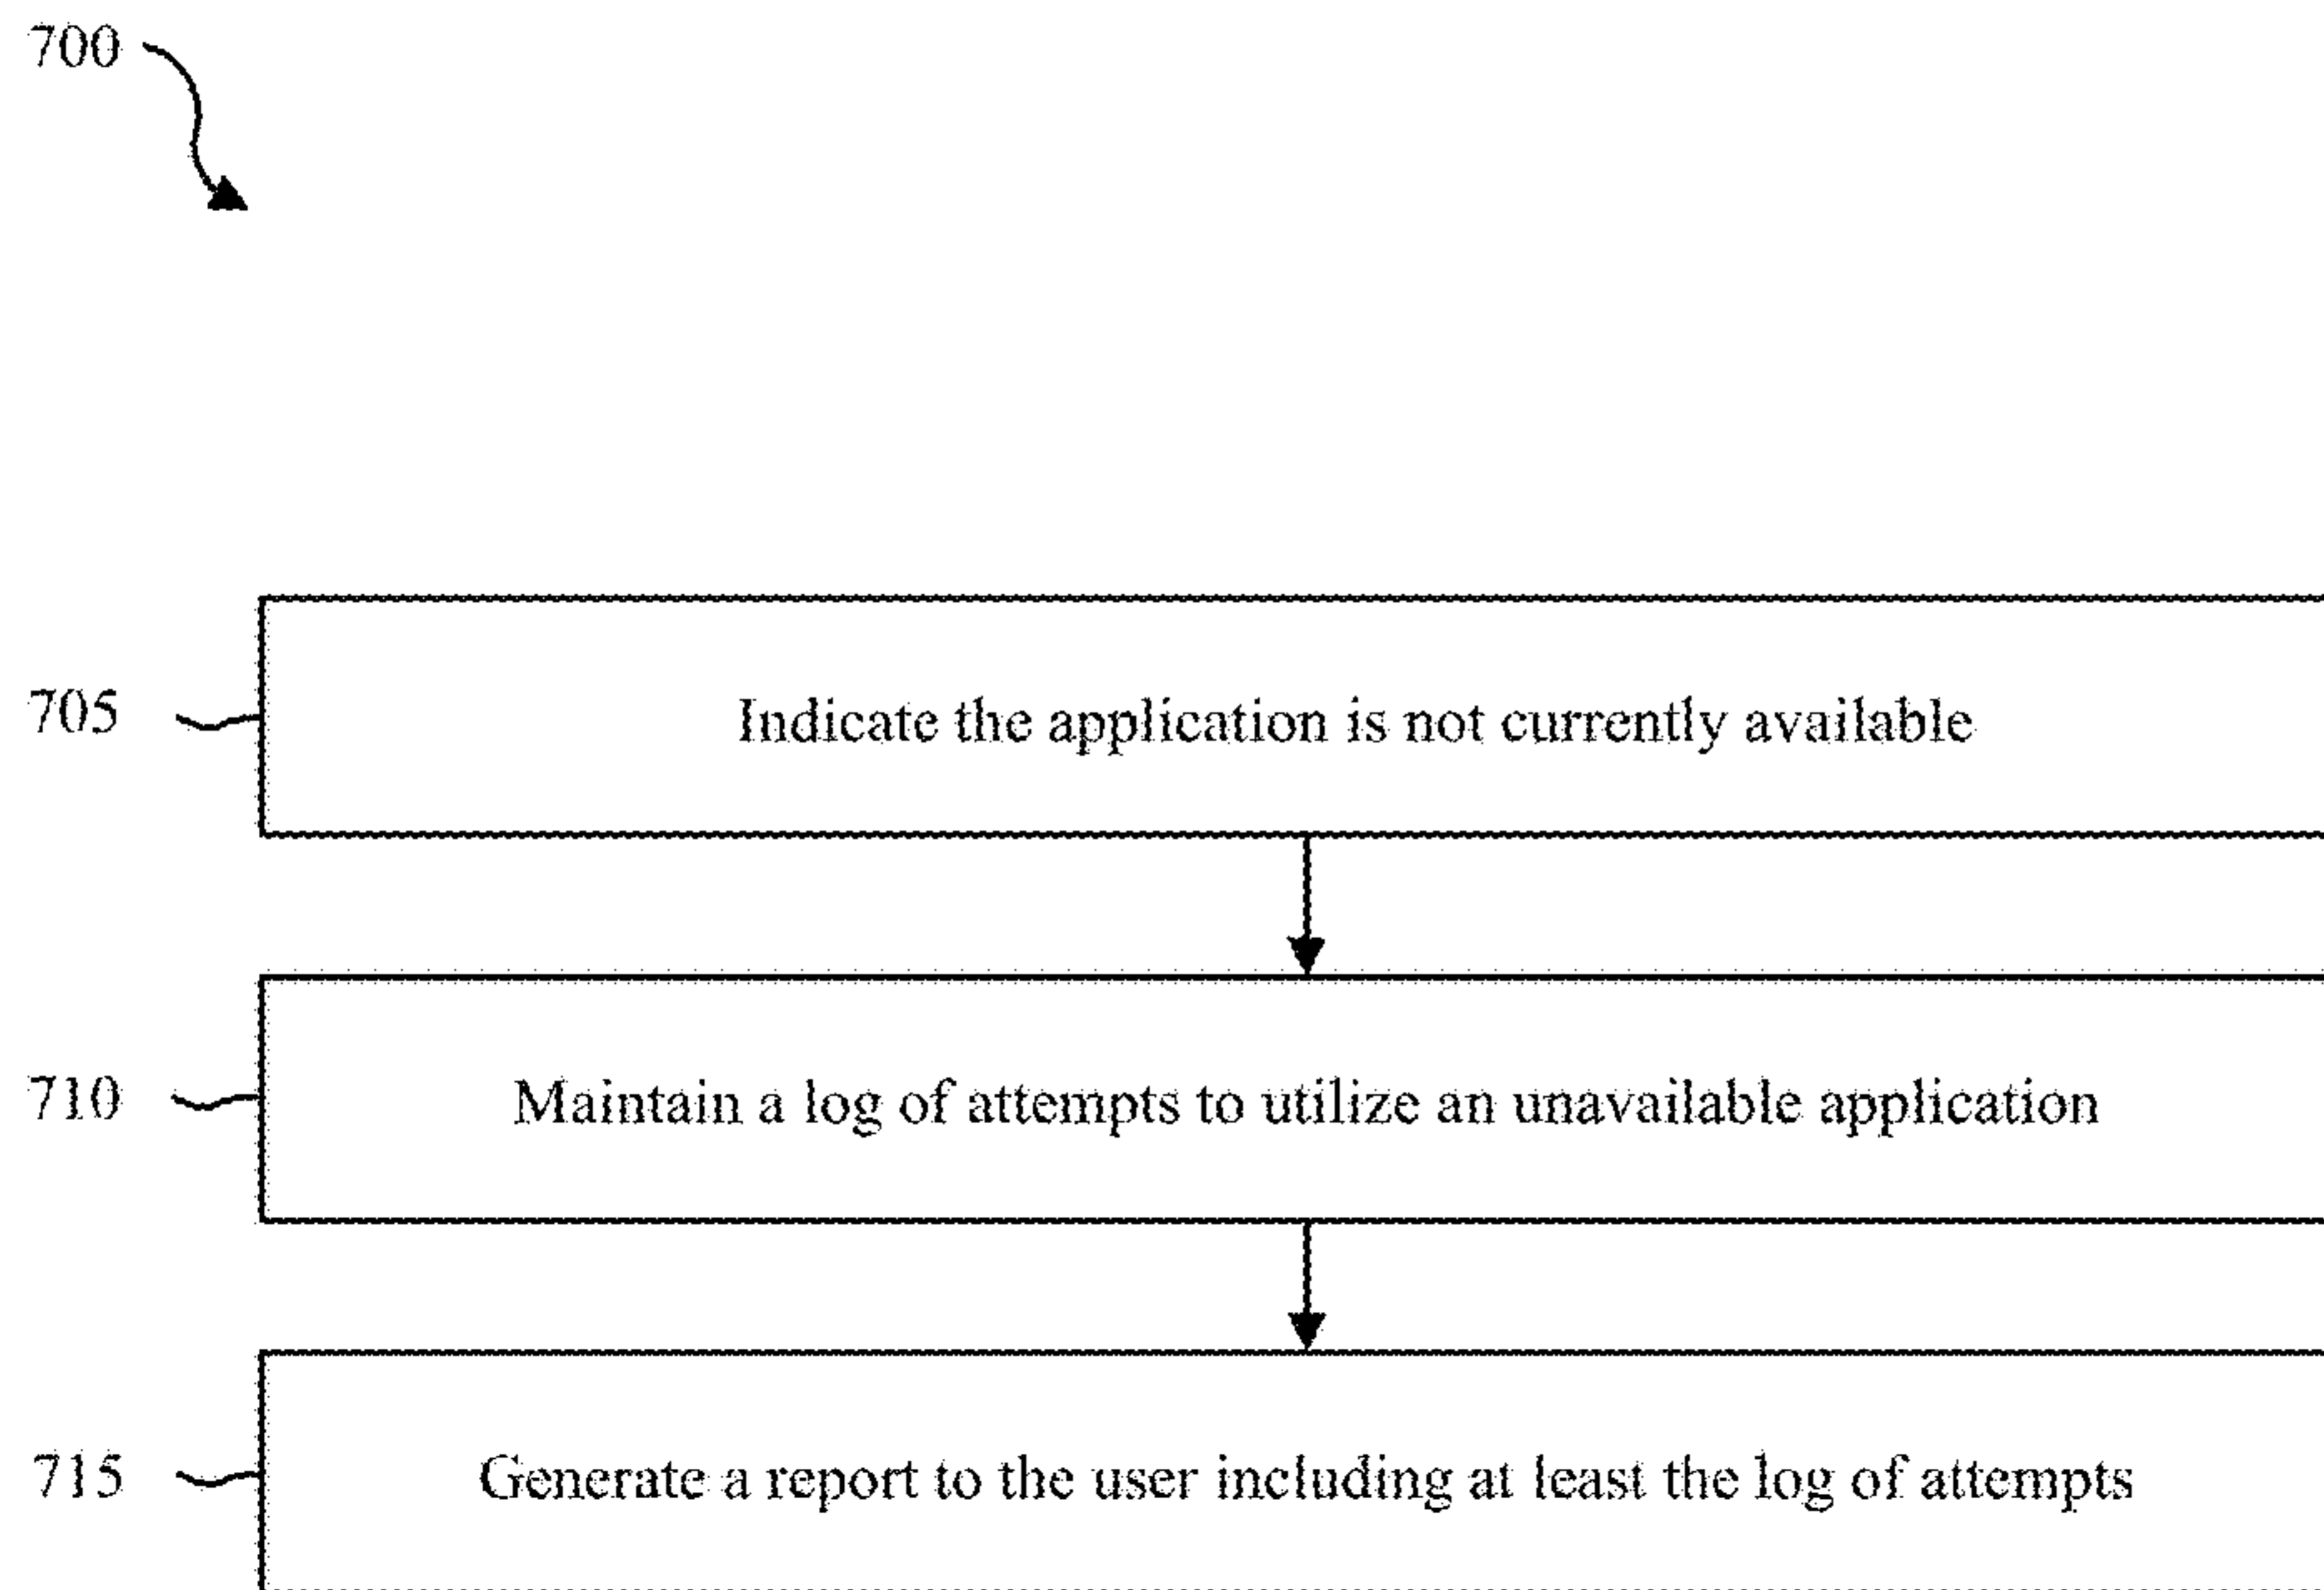 700
705 Indicate the application is not currently available
710 Maintain a log of attempts to utilize an unavailable application
715 Generate a report to the user including at least the log of attempts